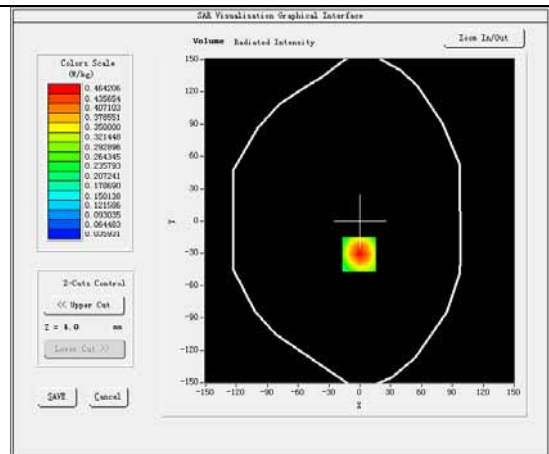 SAR Visualisation Graphical Interface
Volume Radiated Intensity
Zoom In/Out
Colors Scale
(W/kg)
0.464206
0.435654
0.407103
0.378551
0.350000
0.321448
0.292896
0.264345
0.235793
0.207241
0.178690
0.150138
0.121586
0.093035
0.064483
0.035931
Z-Cuts Control
<< Upper Cut
Z = 4.0 mm
Lower Cut >>
SAVE
Cancel
150
120
90
60
30
0
-30
-60
-90
-120
-150
Y
-150 -120 -90 -60 -30 0 30 60 90 120 150
X